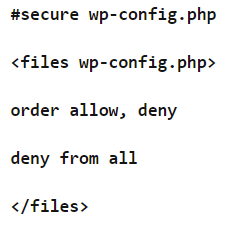 #secure wp-config.php
<files wp-config.php>
order allow, deny
deny from all
</files>